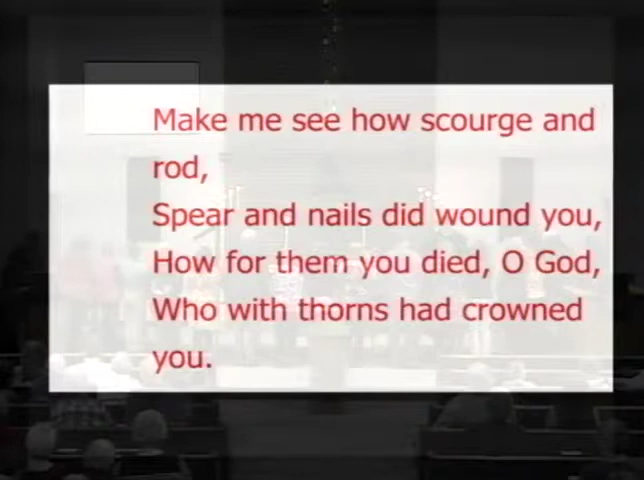 Make me see how scourge and
rod,
Spear and nails did wound you,
How for them you died, O God,
Who with thorns had crowned
you.